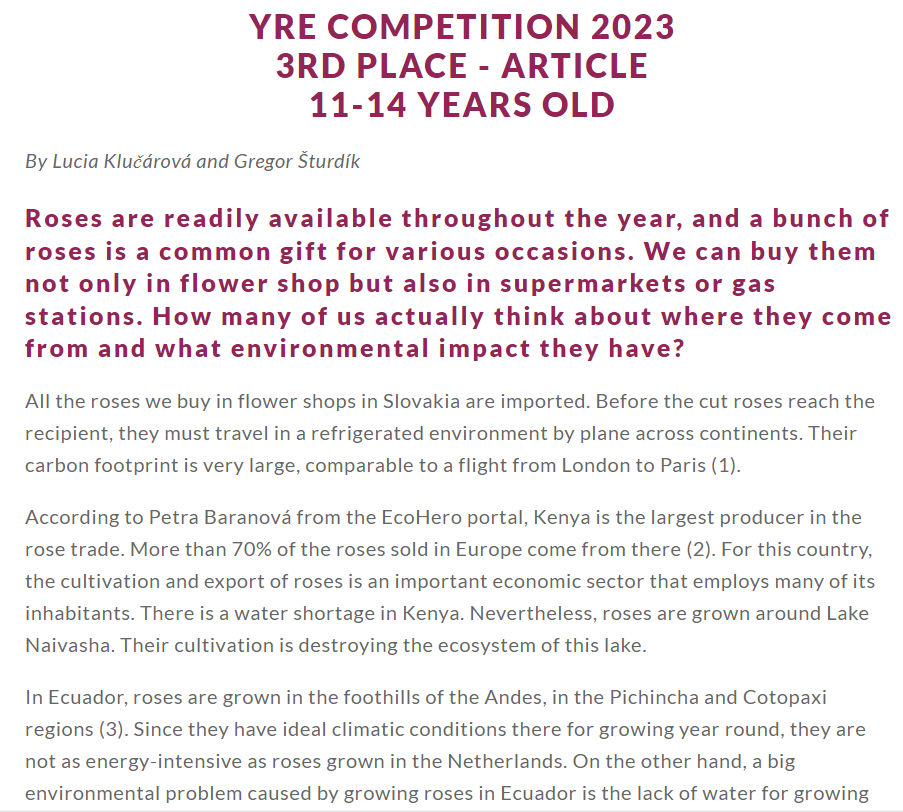 YRE COMPETITION 2023
3RD PLACE - ARTICLE
11-14 YEARS OLD
By Lucia Klučárová and Gregor Šturdík
Roses are readily available throughout the year, and a bunch of
roses is a common gift for various occasions. We can buy them
not only in flower shop but also in supermarkets or gas
stations. How many of us actually think about where they come
from and what environmental impact they have?
All the roses we buy in flower shops in Slovakia are imported. Before the cut roses reach the
recipient, they must travel in a refrigerated environment by plane across continents. Their
carbon footprint is very large, comparable to a flight from London to Paris (1).
According to Petra Baranová from the EcoHero portal, Kenya is the largest producer in the
rose trade. More than 70% of the roses sold in Europe come from there (2). For this country,
the cultivation and export of roses is an important economic sector that employs many of its
inhabitants. There is a water shortage in Kenya. Nevertheless, roses are grown around Lake
Naivasha. Their cultivation is destroying the ecosystem of this lake.
In Ecuador, roses are grown in the foothills of the Andes, in the Pichincha and Cotopaxi
regions (3). Since they have ideal climatic conditions there for growing year round, they are
not as energy-intensive as roses grown in the Netherlands. On the other hand, a big
environmental problem caused by growing roses in Ecuador is the lack of water for growing